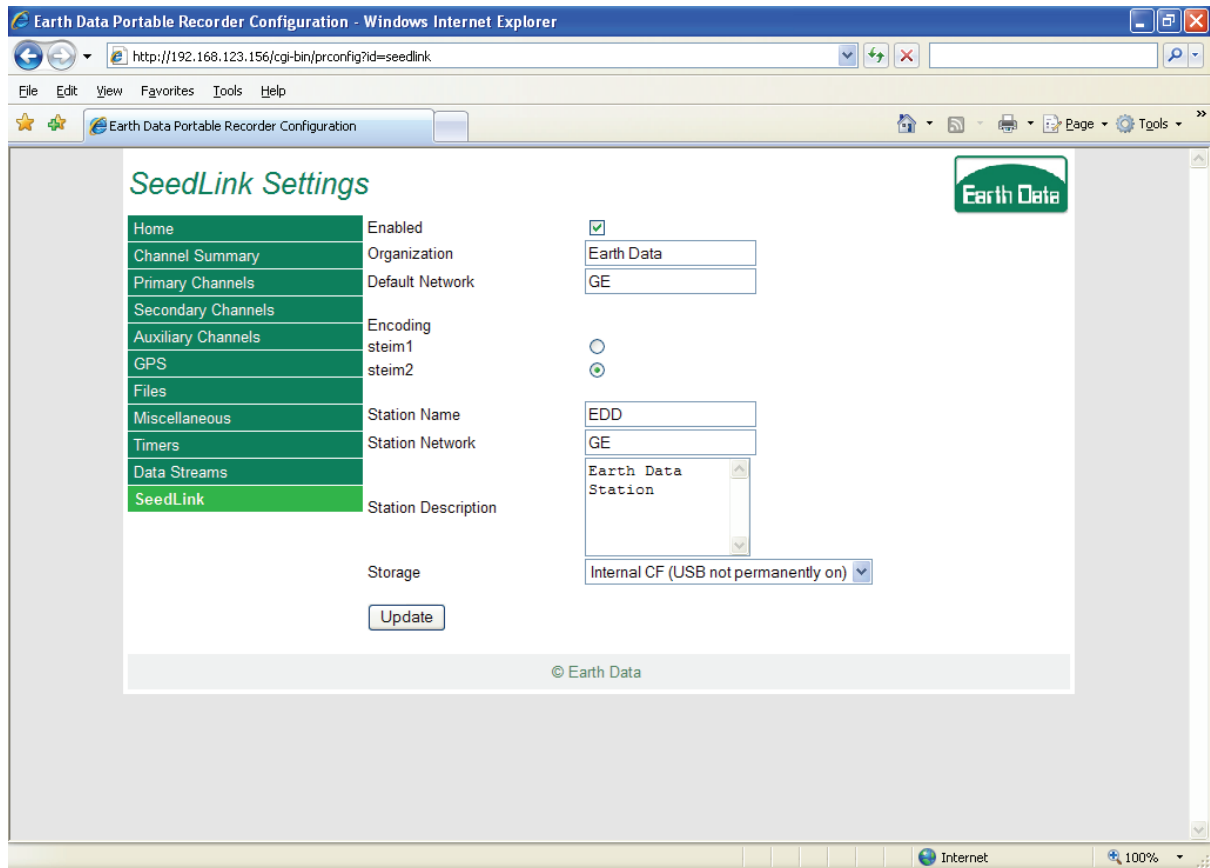 Earth Data Portable Recorder Configuration - Windows Internet Explorer
http://192.168.123.156/cgi-bin/prconfig?id=seedlink
File Edit View Favorites Tools Help
Earth Data Portable Recorder Configuration
Page Tools »
SeedLink Settings
Earth Data
Home
Channel Summary
Primary Channels
Secondary Channels
Auxiliary Channels
GPS
Files
Miscellaneous
Timers
Data Streams
SeedLink
Enabled
Organization Earth Data
Default Network GE
Encoding
steim1
steim2
Station Name EDD
Station Network GE
Station Description Earth Data
Station
Storage Internal CF (USB not permanently on)
Update
© Earth Data
Internet 100%